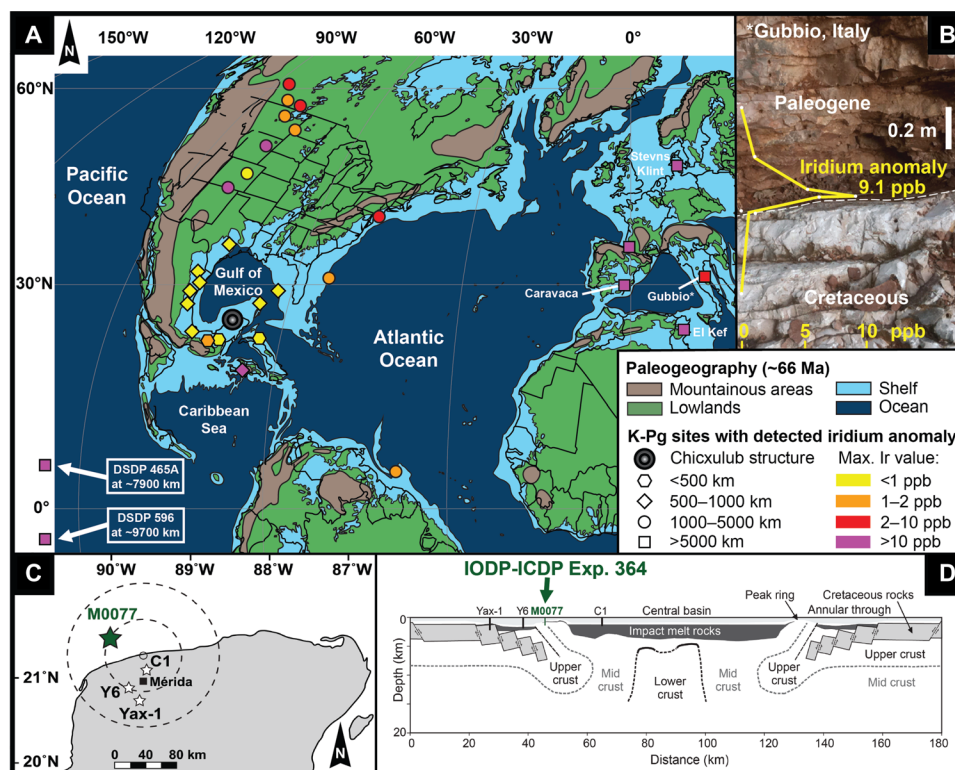 A
N
150°W
120°W
90°W
60°W
30°W
0°
60°N
30°N
0°
Pacific
Ocean
Gulf of
Mexico
Atlantic
Ocean
Caribbean
Sea
Stevns
Klint
Caravaca
Gubbio*
El Kef
DSDP 465A
at ~7900 km
DSDP 596
at ~9700 km
B
*Gubbio, Italy
Paleogene
0.2 m
Iridium anomaly
9.1 ppb
Cretaceous
0 5 10 ppb
Paleogeography (~66 Ma)
Mountainous areas
Shelf
Lowlands
Ocean
K-Pg sites with detected iridium anomaly
Chicxulub structure
Max. Ir value:
<500 km
<1 ppb
500–1000 km
1–2 ppb
1000–5000 km
2–10 ppb
>5000 km
>10 ppb
C
90°W
89°W
88°W
87°W
M0077
C1
Mérida
21°N
Y6
Yax-1
0 40 80 km
N
20°N
D
IODP-ICDP Exp. 364
Yax-1
Y6
M0077
C1
Central basin
Peak ring
Cretaceous rocks
Annular through
Impact melt rocks
Upper
crust
Mid
crust
Lower
crust
Mid
crust
Upper
crust
Upper crust
Mid crust
Depth (km)
0
20
0 20 40 60 80 100 120 140 160 180
Distance (km)